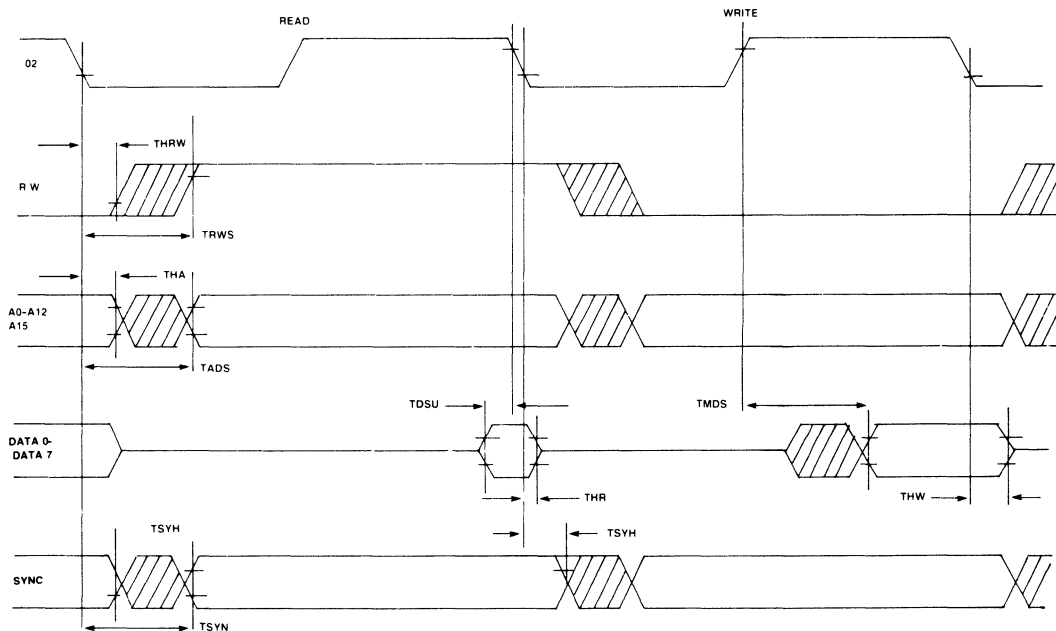 READ
WRITE
02
THRW
R W
TRWS
THA
A0-A12
A15
TADS
TDSU
TMDS
DATA 0-
DATA 7
THR
THW
TSYH
TSYH
SYNC
TSYN